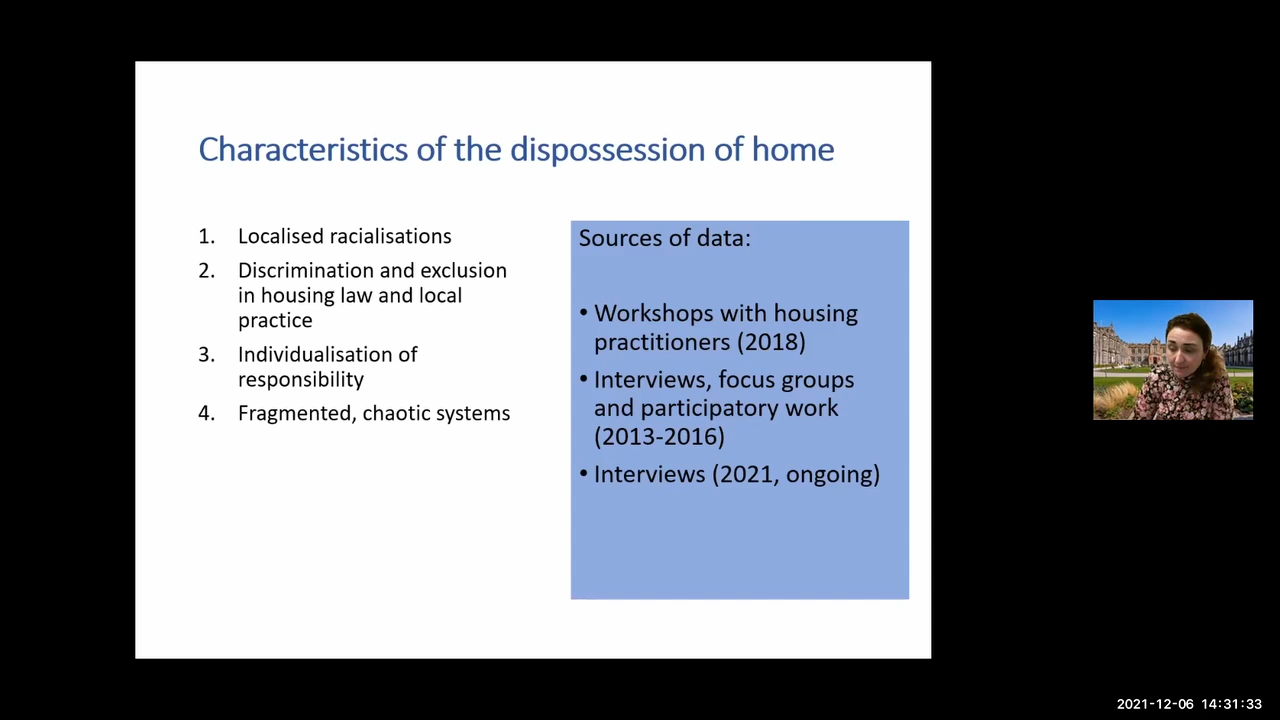 Characteristics of the dispossession of home
1. Localised racialisations
2. Discrimination and exclusion
in housing law and local
practice
3. Individualisation of
responsibility
4. Fragmented, chaotic systems
Sources of data:
• Workshops with housing
practitioners (2018)
• Interviews, focus groups
and participatory work
(2013-2016)
• Interviews (2021, ongoing)
2021-12-06 14:31:33